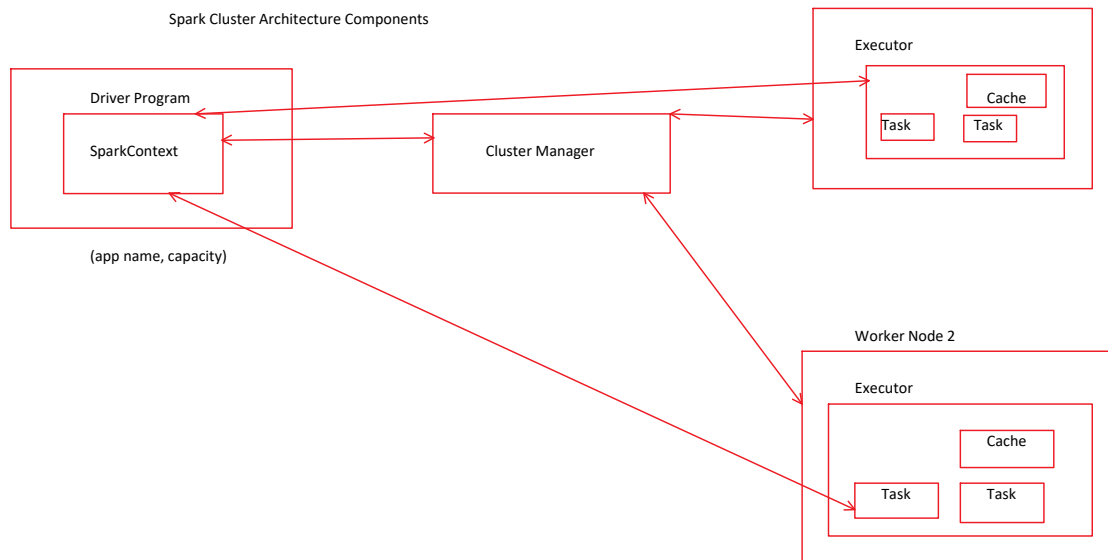 Spark Cluster Architecture Components
Driver Program
SparkContext
(app name, capacity)
Cluster Manager
Executor
Cache
Task Task
Worker Node 2
Executor
Cache
Task Task